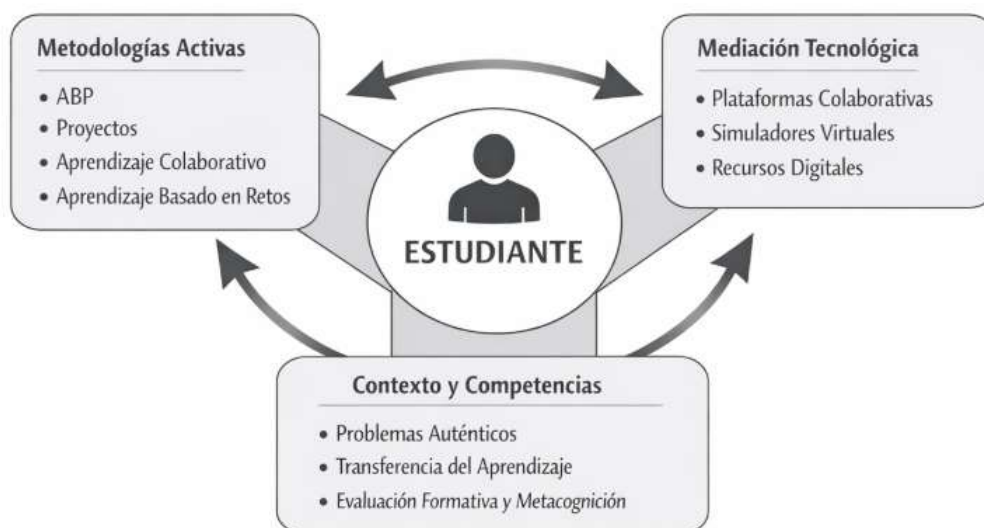 Metodologías Activas
• ABP
• Proyectos
• Aprendizaje Colaborativo
• Aprendizaje Basado en Retos
Mediación Tecnológica
• Plataformas Colaborativas
• Simuladores Virtuales
• Recursos Digitales
ESTUDIANTE
Contexto y Competencias
• Problemas Auténticos
• Transferencia del Aprendizaje
• Evaluación Formativa y Metacognición